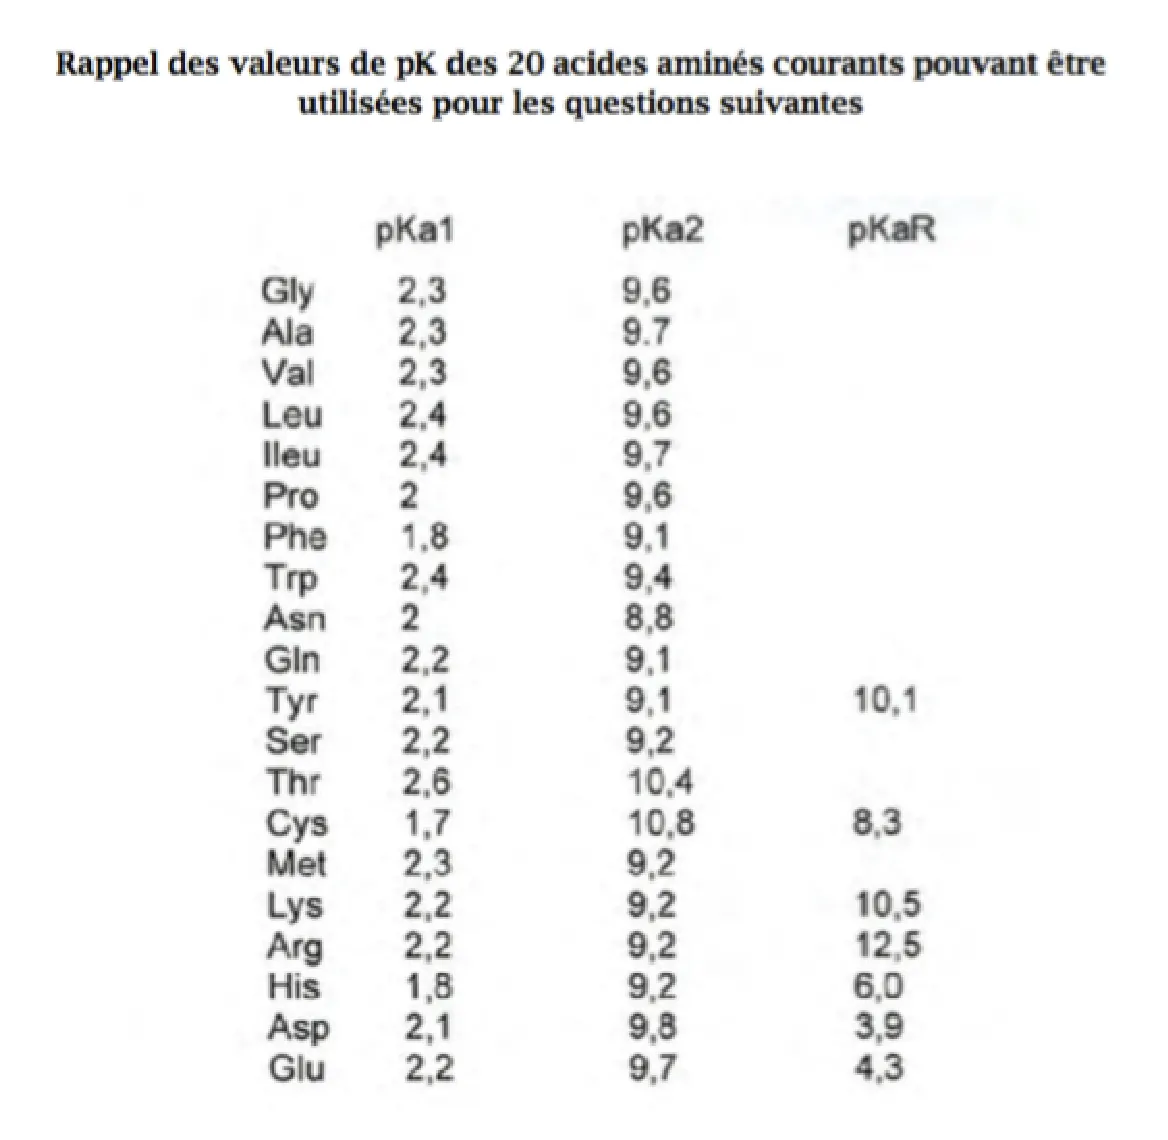 Rappel des valeurs de pK des 20 acides aminés courants pouvant être
utilisées pour les questions suivantes
pKa1 pKa2 pKaR
Gly 2,3 9,6
Ala 2,3 9.7
Val 2,3 9,6
Leu 2,4 9,6
Ileu 2,4 9,7
Pro 2 9,6
Phe 1,8 9,1
Trp 2,4 9,4
Asn 2 8,8
Gln 2,2 9,1
Tyr 2,1 9,1 10,1
Ser 2,2 9,2
Thr 2,6 10,4
Cys 1,7 10,8 8,3
Met 2,3 9,2
Lys 2,2 9,2 10,5
Arg 2,2 9,2 12,5
His 1,8 9,2 6,0
Asp 2,1 9,8 3,9
Glu 2,2 9,7 4,3